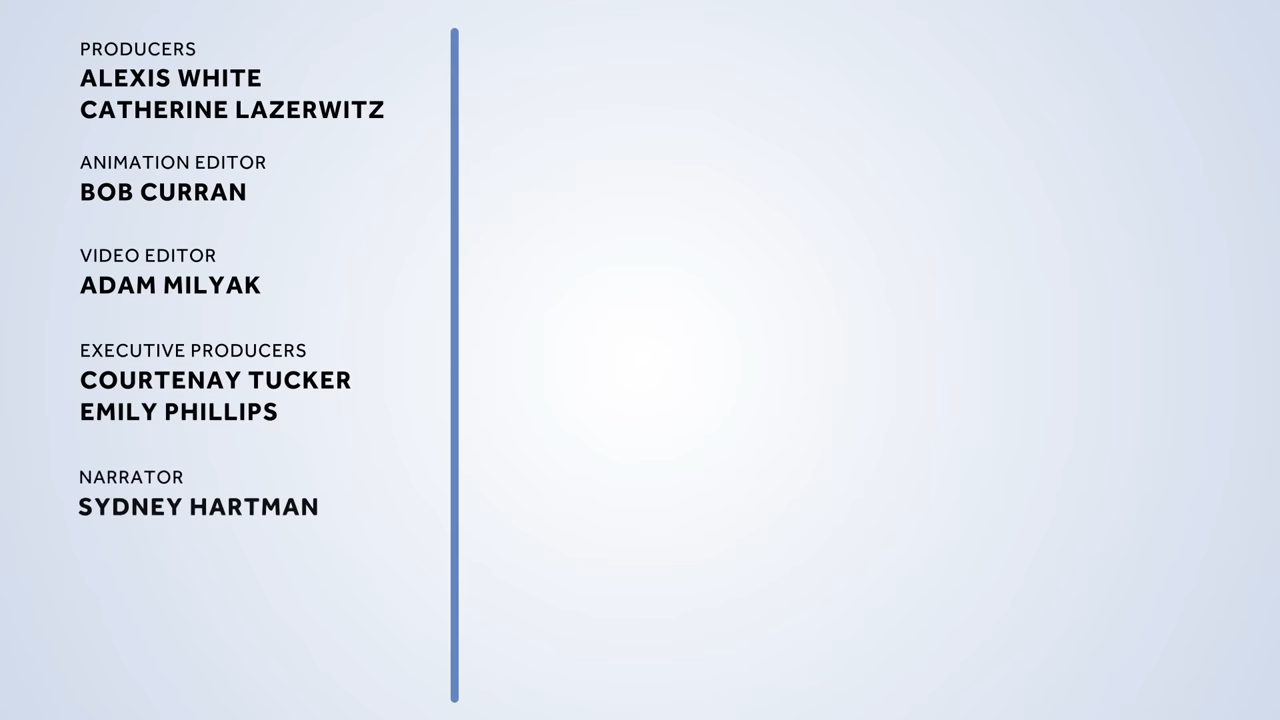 PRODUCERS
ALEXIS WHITE
CATHERINE LAZERWITZ
ANIMATION EDITOR
BOB CURRAN
VIDEO EDITOR
ADAM MILYAK
EXECUTIVE PRODUCERS
COURTENAY TUCKER
EMILY PHILLIPS
NARRATOR
SYDNEY HARTMAN